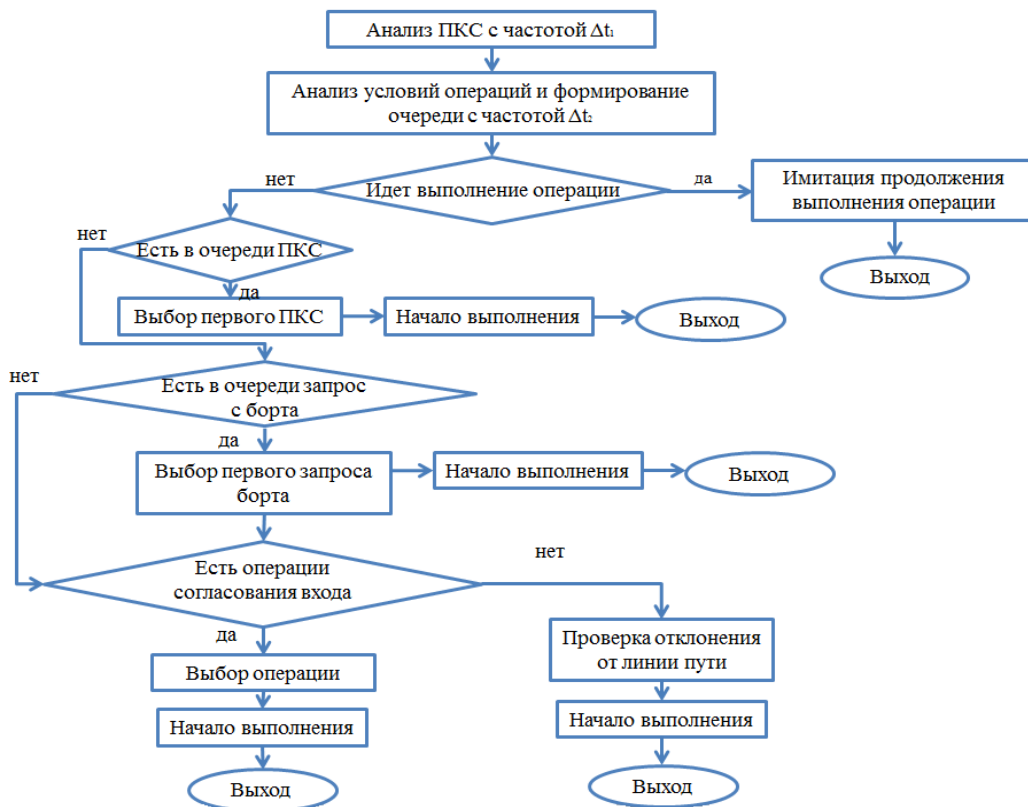 Анализ ПКС с частотой Δt₁
Анализ условий операций и формирование
очереди с частотой Δt₂
Идет выполнение операции
нет
да
Имитация продолжения
выполнения операции
Выход
нет
Есть в очереди ПКС
да
Выбор первого ПКС
Начало выполнения
Выход
нет
Есть в очереди запрос
с борта
да
Выбор первого запроса
борта
Начало выполнения
Выход
Есть операции
согласования входа
нет
да
Выбор операции
Начало выполнения
Выход
Проверка отклонения
от линии пути
Начало выполнения
Выход